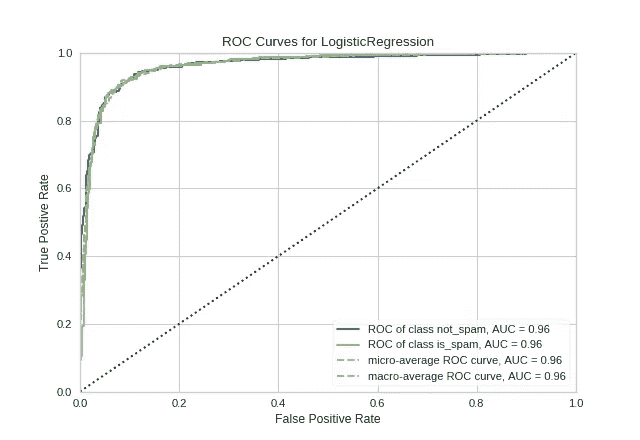 ROC Curves for LogisticRegression
1.0
0.8
0.6
0.4
0.2
0.0
True Postive Rate
ROC of class not_spam, AUC = 0.96
ROC of class is_spam, AUC = 0.96
micro-average ROC curve, AUC = 0.96
macro-average ROC curve, AUC = 0.96
0.0 0.2 0.4 0.6 0.8 1.0
False Positive Rate